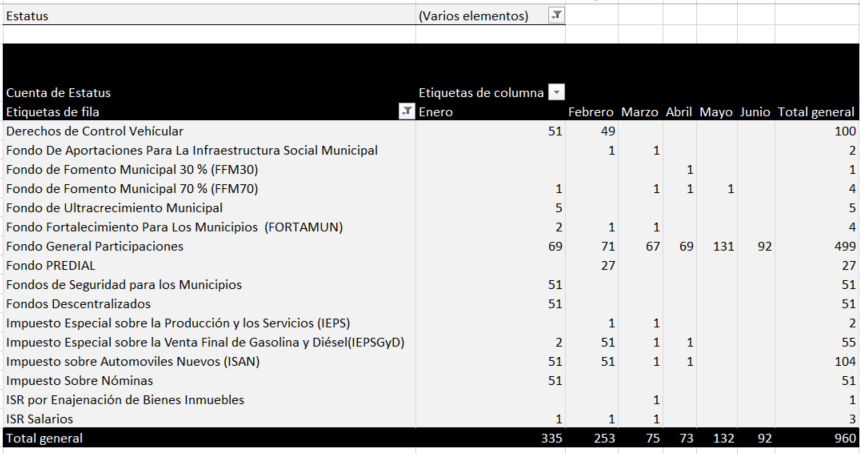 Estatus (Varios elementos)
Cuenta de Estatus Etiquetas de columna
Etiquetas de fila Enero Febrero Marzo Abril Mayo Junio Total general
Derechos de Control Vehícular 51 49 100
Fondo De Aportaciones Para La Infraestructura Social Municipal 1 1 2
Fondo de Fomento Municipal 30 % (FFM30) 1 1
Fondo de Fomento Municipal 70 % (FFM70) 1 1 1 1 4
Fondo de Ultracrecimiento Municipal 5 5
Fondo Fortalecimiento Para Los Municipios (FORTAMUN) 2 1 1 4
Fondo General Participaciones 69 71 67 69 131 92 499
Fondo PREDIAL 27 27
Fondos de Seguridad para los Municipios 51 51
Fondos Descentralizados 51 51
Impuesto Especial sobre la Producción y los Servicios (IEPS) 1 1 2
Impuesto Especial sobre la Venta Final de Gasolina y Diésel(IEPSGyD) 2 51 1 1 55
Impuesto sobre Automoviles Nuevos (ISAN) 51 51 1 1 104
Impuesto Sobre Nóminas 51 51
ISR por Enajenación de Bienes Inmuebles 1 1
ISR Salarios 1 1 1 3
Total general 335 253 75 73 132 92 960